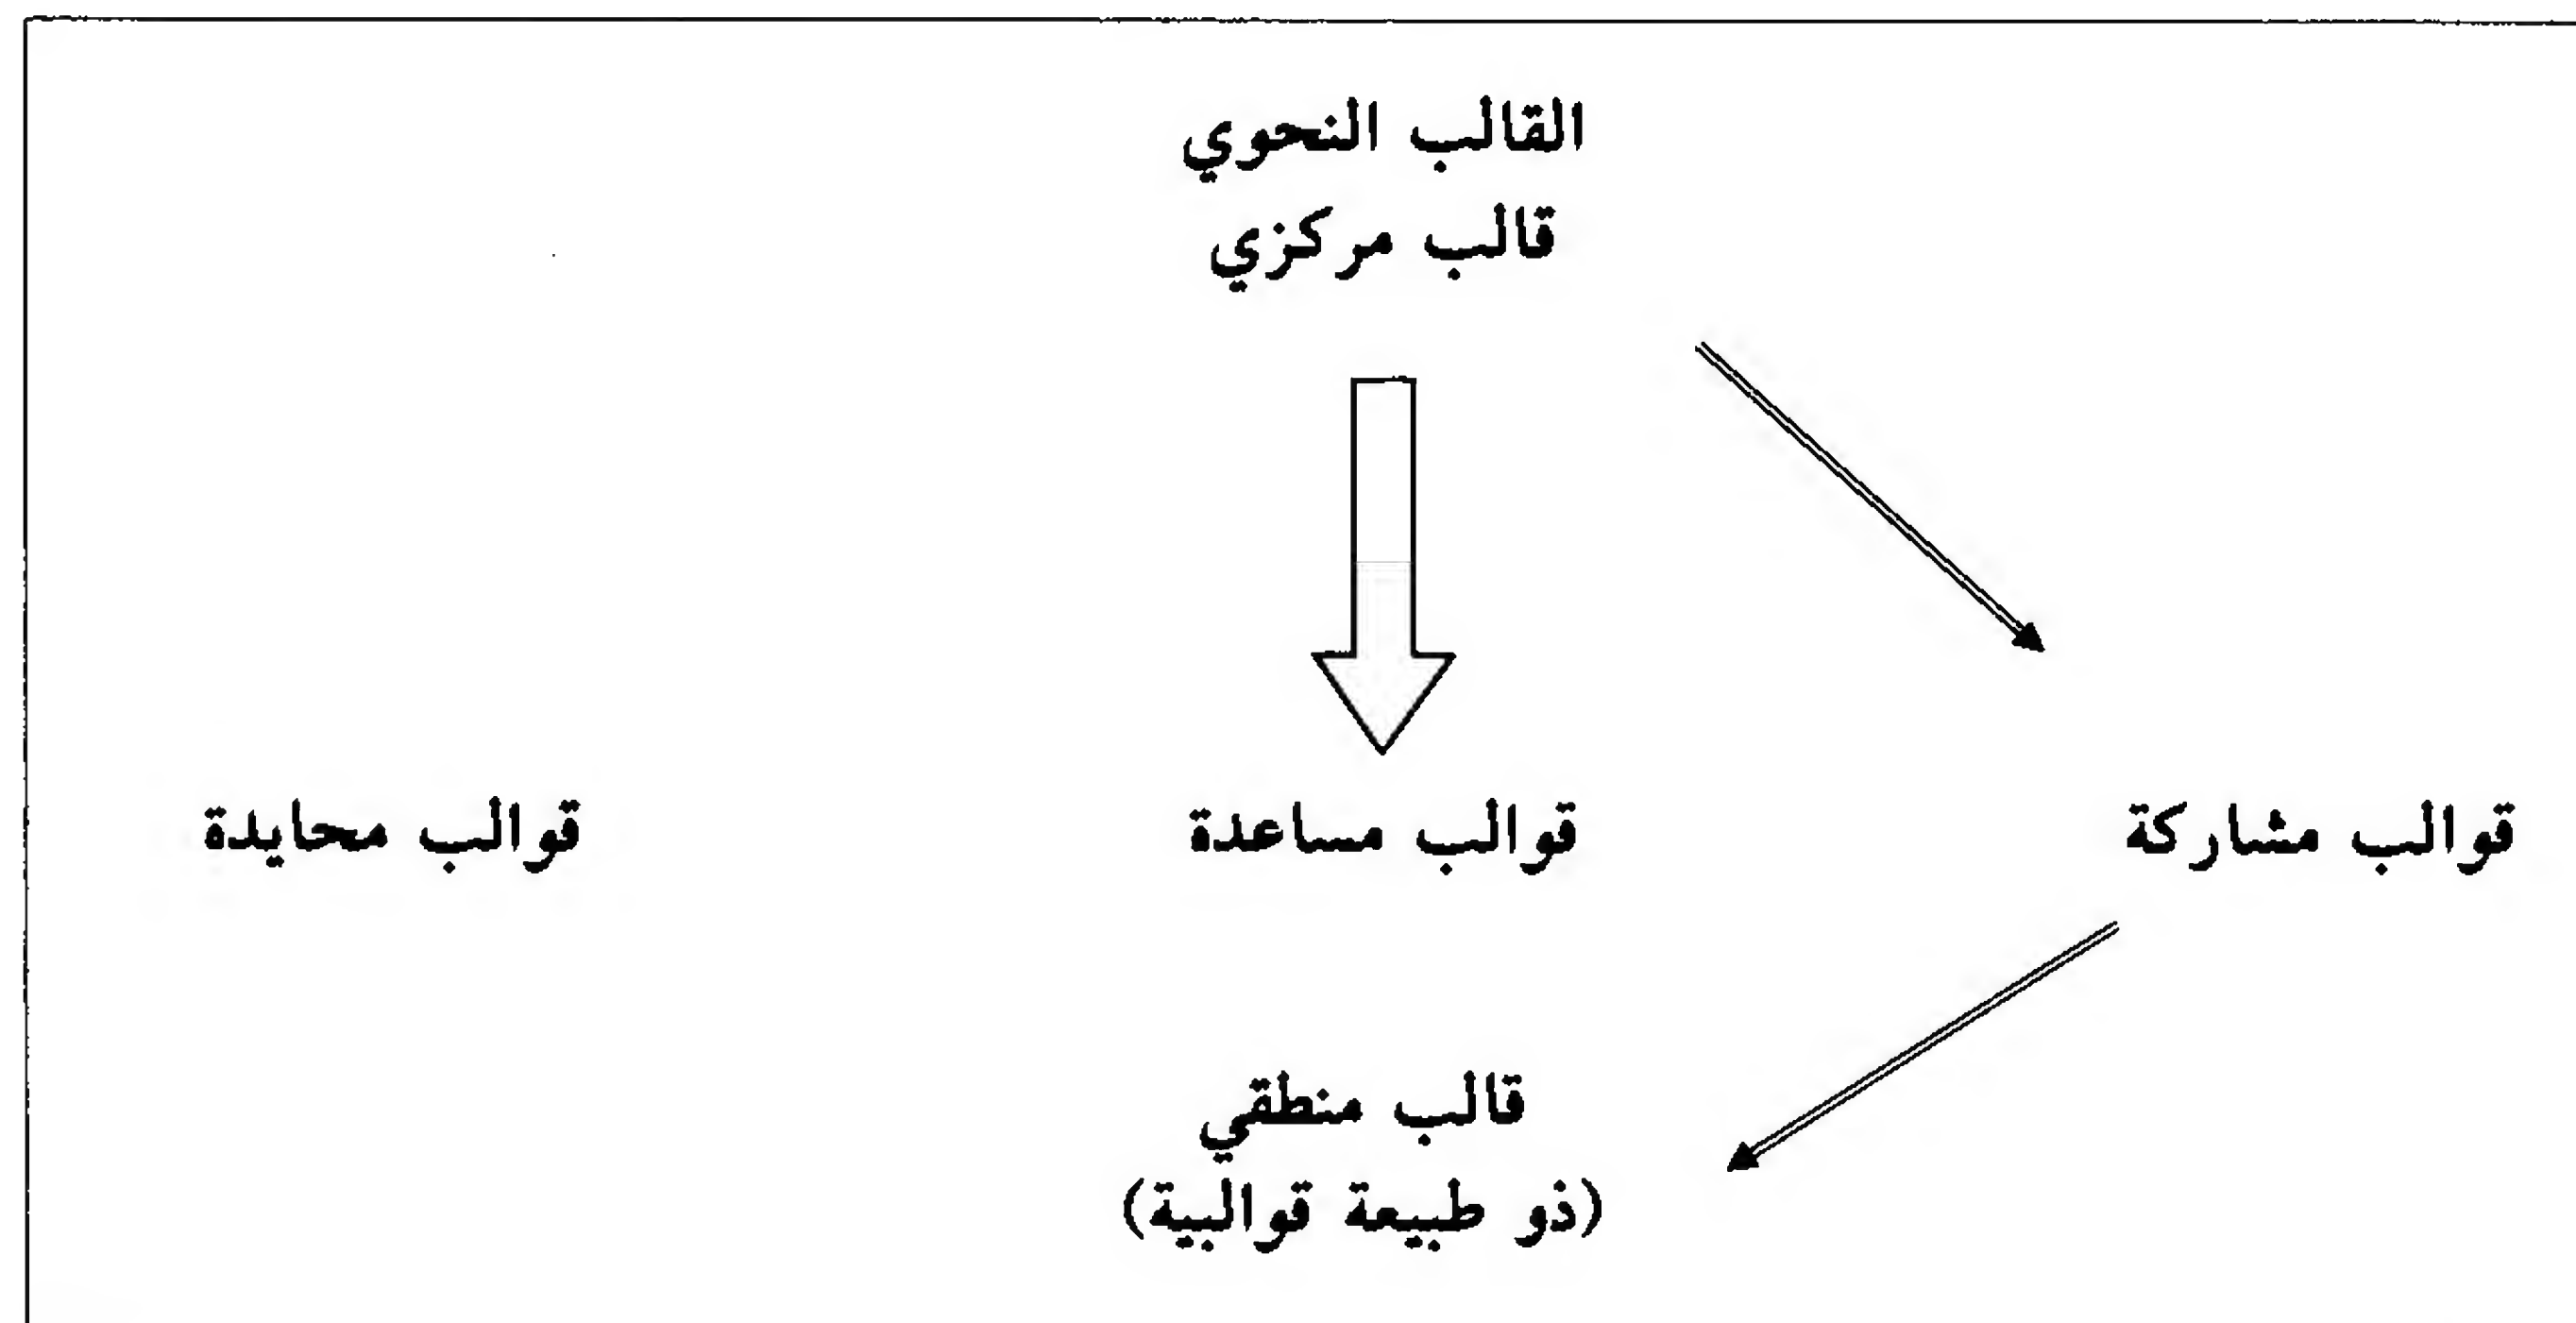 القالب النحوي
قالب مركزي
قوالب مشاركة
قوالب مساعدة
قوالب محايدة
قالب منطقي
(ذو طبيعة قوالبية)